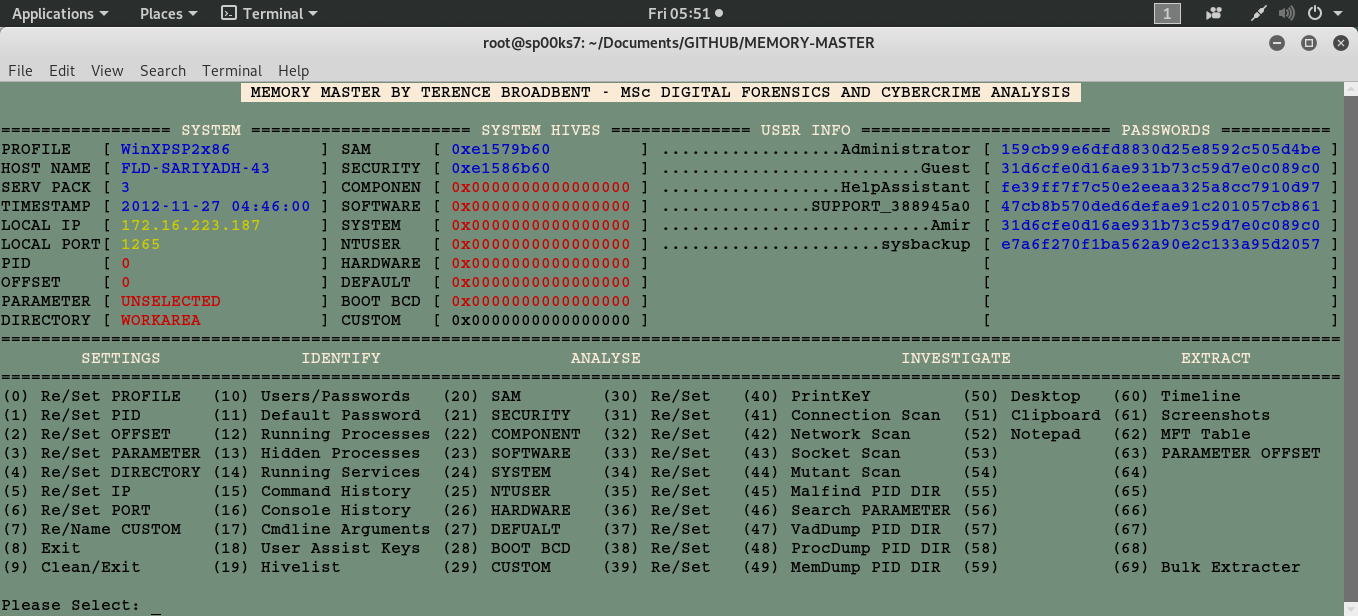 Applications Places Terminal Fri 05:51 1
root@sp00ks7: ~/Documents/GITHUB/MEMORY-MASTER
File Edit View Search Terminal Help
MEMORY MASTER BY TERENCE BROADBENT - MSc DIGITAL FORENSICS AND CYBERCRIME ANALYSIS
================= SYSTEM ====================== SYSTEM HIVES ============== USER INFO ========================= PASSWORDS ===========
PROFILE [ WinXPSP2x86 ] SAM [ 0xe1579b60 ] ..................Administrator [ 159cb99e6dfd8830d25e8592c505d4be ]
HOST NAME [ FLD-SARIYADH-43 ] SECURITY [ 0xe1586b60 ] ..........................Guest [ 31d6cfe0d16ae931b73c59d7e0c089c0 ]
SERV PACK [ 3 ] COMPONEN [ 0x0000000000000000 ] ..................HelpAssistant [ fe39ff7f7c50e2eeaa325a8cc7910d97 ]
TIMESTAMP [ 2012-11-27 04:46:00 ] SOFTWARE [ 0x0000000000000000 ] ...............SUPPORT_388945a0 [ 47cb8b570ded6defae91c201057cb861 ]
LOCAL IP [ 172.16.223.187 ] SYSTEM [ 0x0000000000000000 ] ...........................Amir [ 31d6cfe0d16ae931b73c59d7e0c089c0 ]
LOCAL PORT[ 1265 ] NTUSER [ 0x0000000000000000 ] ......................sysbackup [ e7a6f270f1ba562a90e2c133a95d2057 ]
PID [ 0 ] HARDWARE [ 0x0000000000000000 ] [ ]
OFFSET [ 0 ] DEFAULT [ 0x0000000000000000 ] [ ]
PARAMETER [ UNSELECTED ] BOOT BCD [ 0x0000000000000000 ] [ ]
DIRECTORY [ WORKAREA ] CUSTOM [ 0x0000000000000000 ] [ ]
======================================================================================================================================
SETTINGS IDENTIFY ANALYSE INVESTIGATE EXTRACT
======================================================================================================================================
(0) Re/Set PROFILE (10) Users/Passwords (20) SAM (30) Re/Set (40) PrintKeY (50) Desktop (60) Timeline
(1) Re/Set PID (11) Default Password (21) SECURITY (31) Re/Set (41) Connection Scan (51) Clipboard (61) Screenshots
(2) Re/Set OFFSET (12) Running Processes (22) COMPONENT (32) Re/Set (42) Network Scan (52) Notepad (62) MFT Table
(3) Re/Set PARAMETER (13) Hidden Processes (23) SOFTWARE (33) Re/Set (43) Socket Scan (53) (63) PARAMETER OFFSET
(4) Re/Set DIRECTORY (14) Running Services (24) SYSTEM (34) Re/Set (44) Mutant Scan (54) (64)
(5) Re/Set IP (15) Command History (25) NTUSER (35) Re/Set (45) Malfind PID DIR (55) (65)
(6) Re/Set PORT (16) Console History (26) HARDWARE (36) Re/Set (46) Search PARAMETER (56) (66)
(7) Re/Name CUSTOM (17) Cmdline Arguments (27) DEFUALT (37) Re/Set (47) VadDump PID DIR (57) (67)
(8) Exit (18) User Assist Keys (28) BOOT BCD (38) Re/Set (48) ProcDump PID DIR (58) (68)
(9) Clean/Exit (19) Hivelist (29) CUSTOM (39) Re/Set (49) MemDump PID DIR (59) (69) Bulk Extracter
Please Select: _